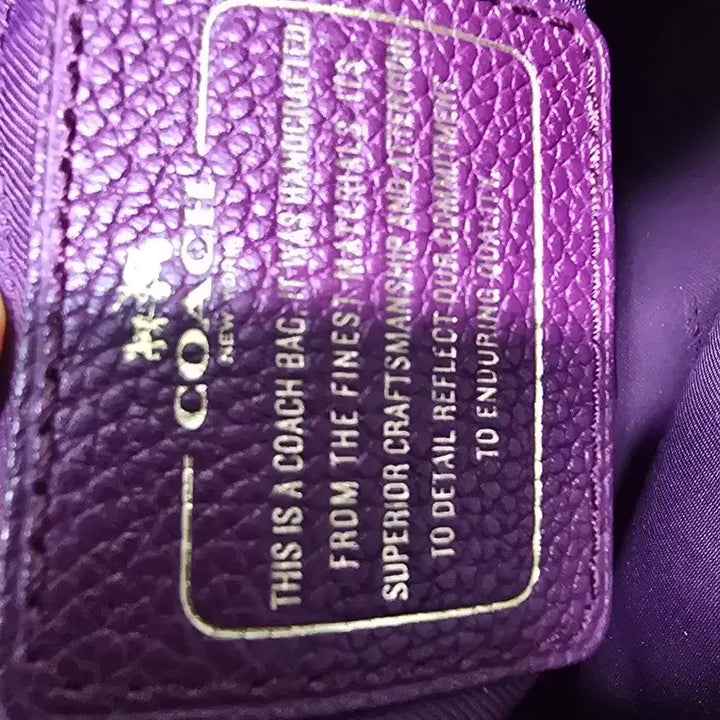 COACH
NEW YORK
THIS IS A COACH BAG. IT WAS HANDCRAFTED
FROM THE FINEST MATERIALS. ITS
SUPERIOR CRAFTSMANSHIP AND ATTENTION
TO DETAIL REFLECT OUR COMMITMENT
TO ENDURING QUALITY.